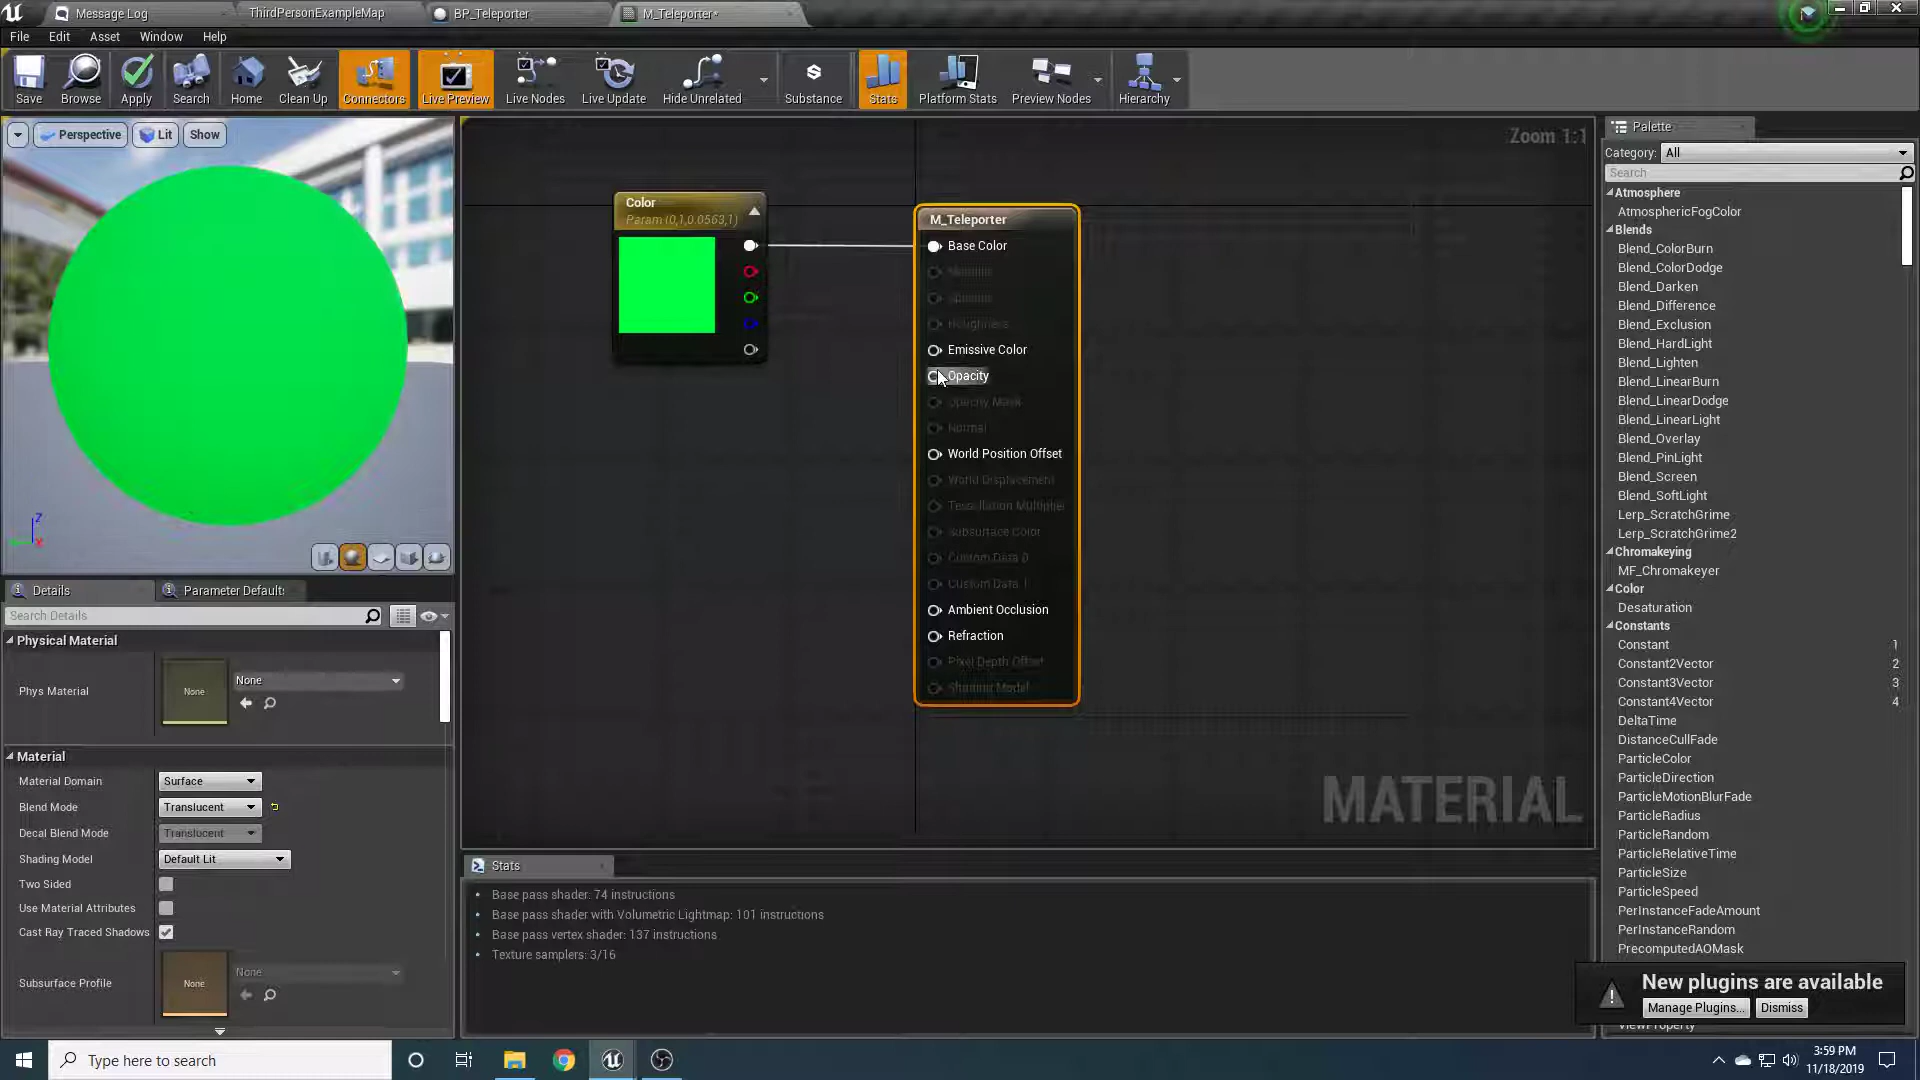 Message Log
ThirdPersonExampleMap
BP_Teleporter
M_Teleporter*
File
Edit
Asset
Window
Help
Save
Browse
Apply
Search
Home
Clean Up
Connectors
Live Preview
Live Nodes
Live Update
Hide Unrelated
Substance
Stats
Platform Stats
Preview Nodes
Hierarchy
Perspective
Lit
Show
Z
X
Zoom 1:1
Color
Param (0,1,0.0563,1)
M_Teleporter
Base Color
Metallic
Specular
Roughness
Emissive Color
Opacity
Opacity Mask
Normal
World Position Offset
World Displacement
Tessellation Multiplier
Subsurface Color
Custom Data 0
Custom Data 1
Ambient Occlusion
Refraction
Pixel Depth Offset
Shading Model
MATERIAL
Details
Parameter Defaults
Search Details
Physical Material
Phys Material
None
None
Material
Material Domain
Surface
Blend Mode
Translucent
Decal Blend Mode
Translucent
Shading Model
Default Lit
Two Sided
Use Material Attributes
Cast Ray Traced Shadows
Subsurface Profile
None
None
Stats
Base pass shader: 74 instructions
Base pass shader with Volumetric Lightmap: 101 instructions
Base pass vertex shader: 137 instructions
Texture samplers: 3/16
Palette
Category:
All
Search
Atmosphere
AtmosphericFogColor
Blends
Blend_ColorBurn
Blend_ColorDodge
Blend_Darken
Blend_Difference
Blend_Exclusion
Blend_HardLight
Blend_Lighten
Blend_LinearBurn
Blend_LinearDodge
Blend_LinearLight
Blend_Overlay
Blend_PinLight
Blend_Screen
Blend_SoftLight
Lerp_ScratchGrime
Lerp_ScratchGrime2
Chromakeying
MF_Chromakeyer
Color
Desaturation
Constants
Constant 1
Constant2Vector 2
Constant3Vector 3
Constant4Vector 4
DeltaTime
DistanceCullFade
ParticleColor
ParticleDirection
ParticleMotionBlurFade
ParticleRadius
ParticleRandom
ParticleRelativeTime
ParticleSize
ParticleSpeed
PerInstanceFadeAmount
PerInstanceRandom
PrecomputedAOMask
New plugins are available
Manage Plugins...
Dismiss
ViewProperty
Type here to search
3:59 PM
11/18/2019